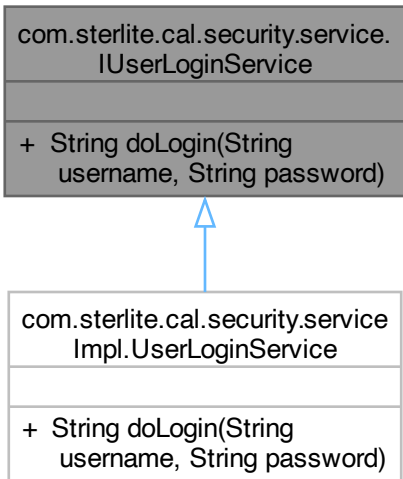 com.sterlite.cal.security.service.
IUserLoginService
+ String doLogin(String
username, String password)
com.sterlite.cal.security.service
Impl.UserLoginService
+ String doLogin(String
username, String password)